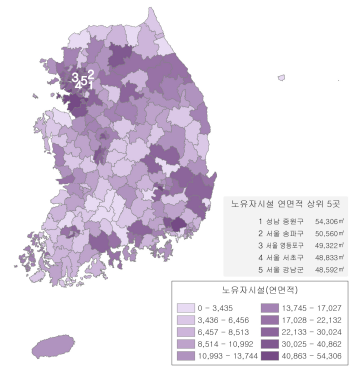 3 5 2
4 1
노유자시설 연면적 상위 5곳
1 성남 중원구 54,306㎡
2 서울 송파구 50,560㎡
3 서울 영등포구 49,322㎡
4 서울 서초구 48,833㎡
5 서울 강남군 48,592㎡
노유자시설(연면적)
0 - 3,435 13,745 - 17,027
3,436 - 6,456 17,028 - 22,132
6,457 - 8,513 22,133 - 30,024
8,514 - 10,992 30,025 - 40,862
10,993 - 13,744 40,863 - 54,306